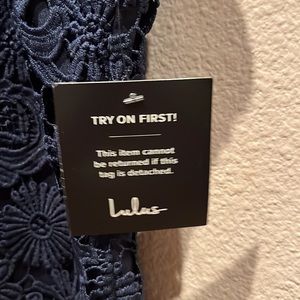 TRY ON FIRST!
This item cannot
be returned if this
tag is detached.
Lulus